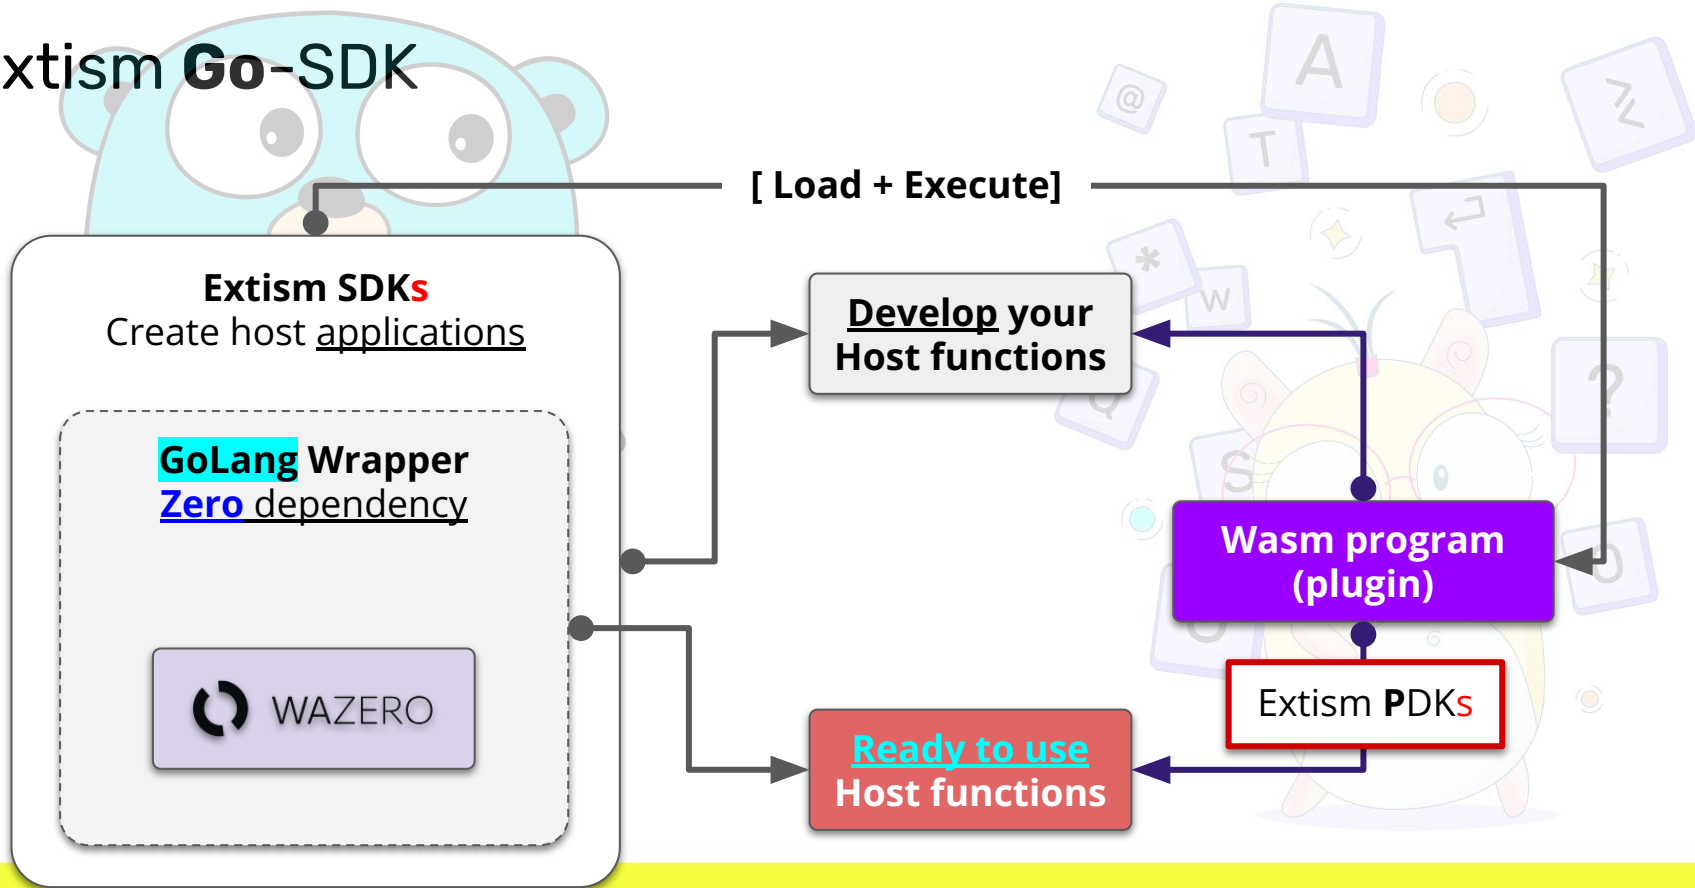 xtism Go-SDK
[ Load + Execute]
Extism SDKs
Create host applications
Develop your
Host functions
GoLang Wrapper
Zero dependency
Wasm program
(plugin)
WAZERO
Extism PDKs
Ready to use
Host functions
@
A
T
*
W
Q
S
?
O